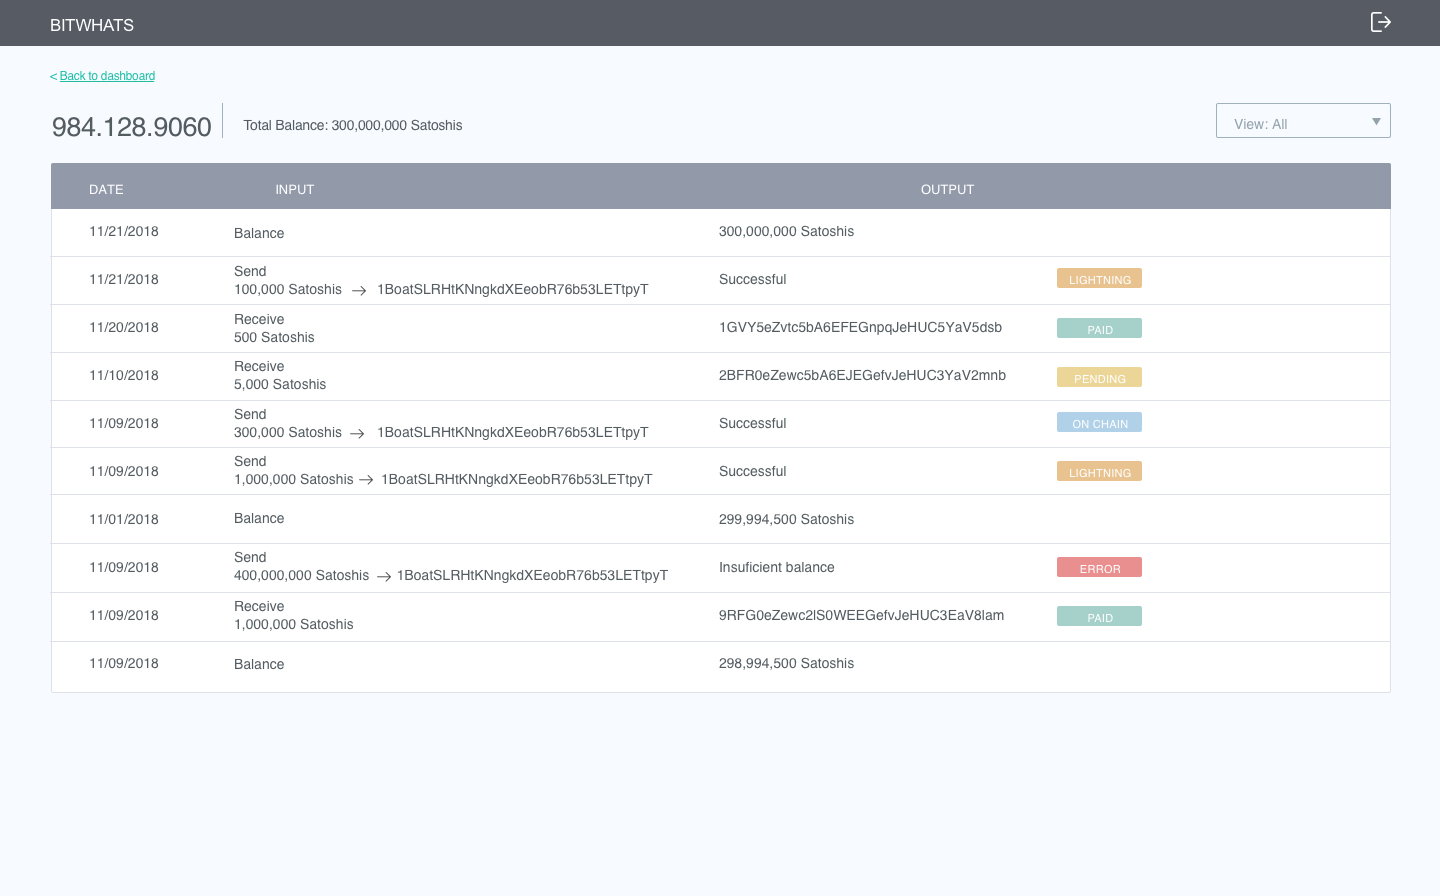 BITWHATS
< Back to dashboard
984.128.9060
Total Balance: 300,000,000 Satoshis
View: All
DATE INPUT OUTPUT
11/21/2018 Balance 300,000,000 Satoshis
11/21/2018 Send Successful LIGHTNING
100,000 Satoshis → 1BoatSLRHtKNngkdXEeobR76b53LETtpyT
11/20/2018 Receive 1GVY5eZvtc5bA6EFEGnpqJeHUC5YaV5dsb PAID
500 Satoshis
11/10/2018 Receive 2BFR0eZewc5bA6EJEGefvJeHUC3YaV2mnb PENDING
5,000 Satoshis
11/09/2018 Send Successful ON CHAIN
300,000 Satoshis → 1BoatSLRHtKNngkdXEeobR76b53LETtpyT
11/09/2018 Send Successful LIGHTNING
1,000,000 Satoshis → 1BoatSLRHtKNngkdXEeobR76b53LETtpyT
11/01/2018 Balance 299,994,500 Satoshis
11/09/2018 Send Insuficient balance ERROR
400,000,000 Satoshis → 1BoatSLRHtKNngkdXEeobR76b53LETtpyT
11/09/2018 Receive 9RFG0eZewc2lS0WEEGefvJeHUC3EaV8lam PAID
1,000,000 Satoshis
11/09/2018 Balance 298,994,500 Satoshis